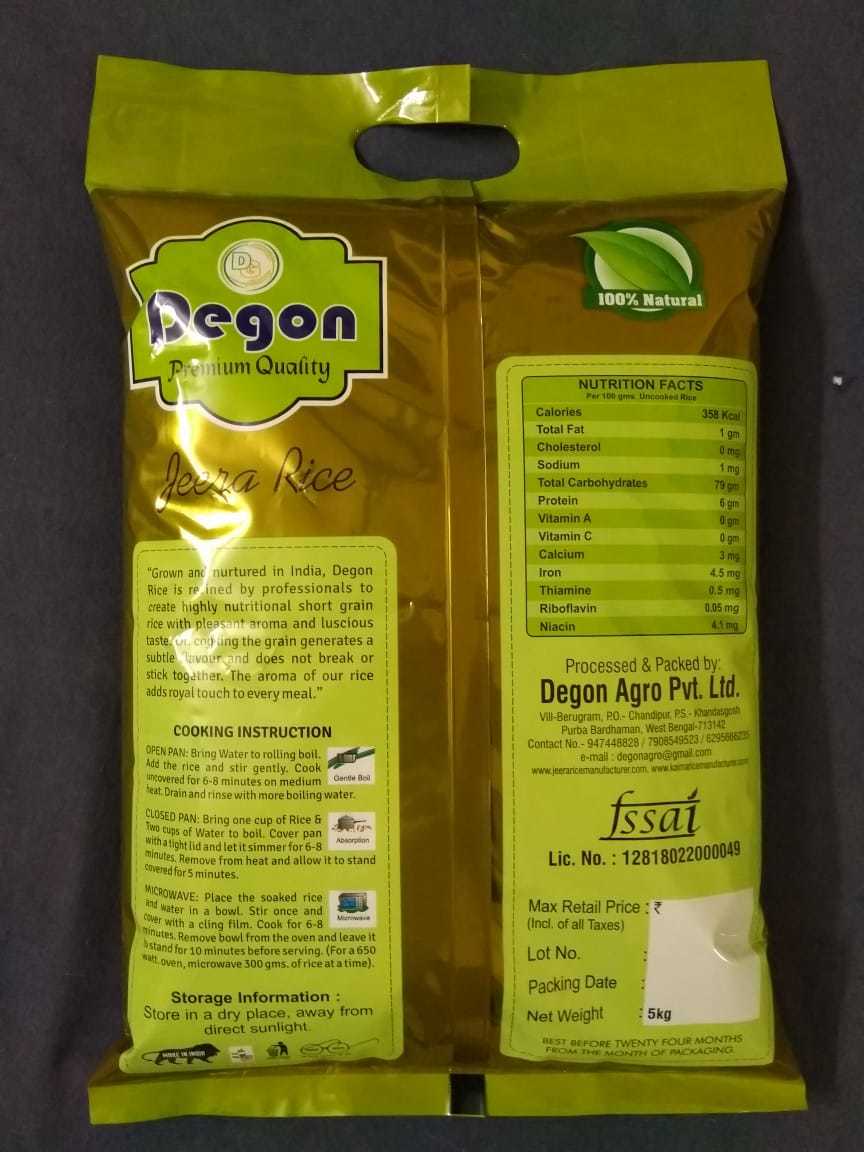 DG
Degon
Premium Quality
Jeera Rice
"Grown and nurtured in India, Degon
Rice is refined by professionals to
create highly nutritional short grain
rice with pleasant aroma and luscious
taste. On cooking the grain generates a
subtle flavour and does not break or
stick together. The aroma of our rice
adds royal touch to every meal."
COOKING INSTRUCTION
OPEN PAN: Bring Water to rolling boil.
Add the rice and stir gently. Cook
uncovered for 6-8 minutes on medium
heat. Drain and rinse with more boiling water.
Gentle Boil
CLOSED PAN: Bring one cup of Rice &
Two cups of Water to boil. Cover pan
with a tight lid and let it simmer for 6-8
minutes. Remove from heat and allow it to stand
covered for 5 minutes.
Absorption
MICROWAVE: Place the soaked rice
and water in a bowl. Stir once and
cover with a cling film. Cook for 6-8
minutes. Remove bowl from the oven and leave it
to stand for 10 minutes before serving. (For a 650
watt. oven, microwave 300 gms. of rice at a time).
Microwave
Storage Information :
Store in a dry place, away from
direct sunlight.
MAKE IN INDIA
100% Natural
NUTRITION FACTS
Per 100 gms. Uncooked Rice
Calories 358 Kcal
Total Fat 1 gm
Cholesterol 0 mg
Sodium 1 mg
Total Carbohydrates 79 gm
Protein 6 gm
Vitamin A 0 gm
Vitamin C 0 gm
Calcium 3 mg
Iron 4.5 mg
Thiamine 0.5 mg
Riboflavin 0.05 mg
Niacin 4.1 mg
Processed & Packed by:
Degon Agro Pvt. Ltd.
Vill-Berugram, P.O.- Chandipur, P.S.- Khandasgosh
Purba Bardhaman, West Bengal-713142
Contact No.- 947448828 / 7908549523 / 6295666235
e-mail : degonagro@gmail.com
www.jeeraricemanufacturer.com, www.kaimaricemanufacturer.com
fssai
Lic. No. : 12818022000049
Max Retail Price : ₹
(Incl. of all Taxes)
Lot No. :
Packing Date :
Net Weight : 5kg
BEST BEFORE TWENTY FOUR MONTHS
FROM THE MONTH OF PACKAGING.